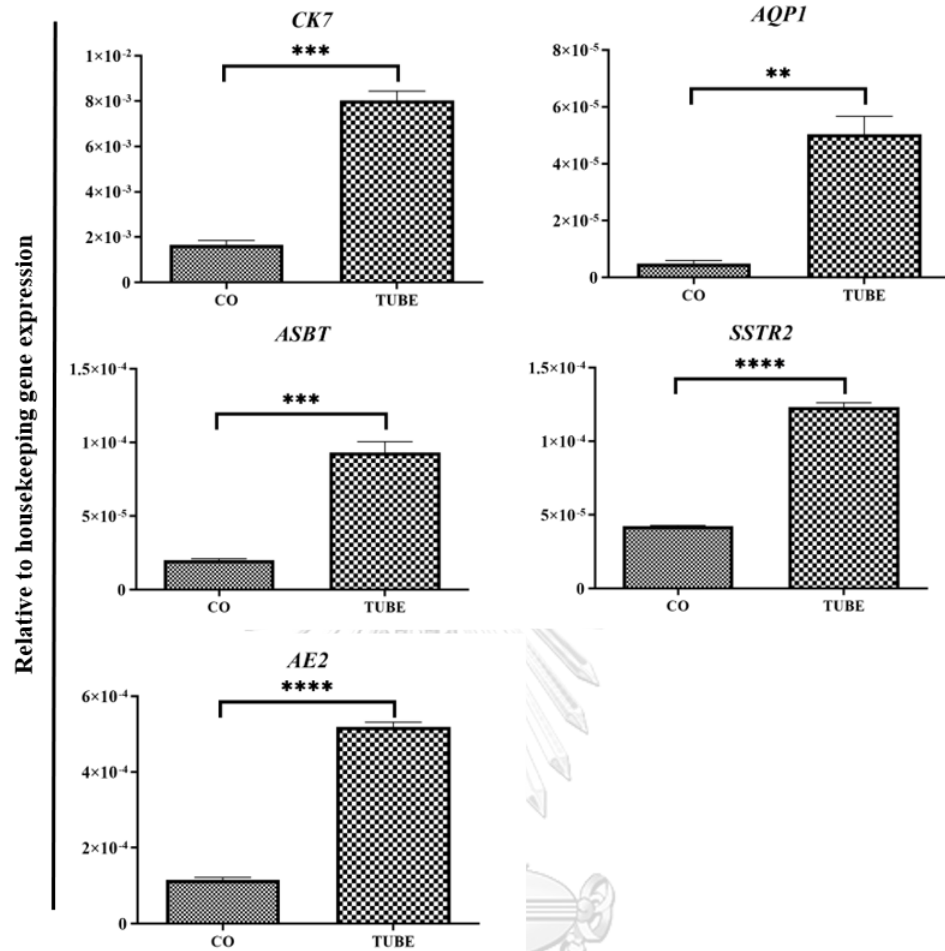 Relative to housekeeping gene expression
CK7
***
1×10⁻²
8×10⁻³
6×10⁻³
4×10⁻³
2×10⁻³
0
CO TUBE
AQP1
**
8×10⁻⁵
6×10⁻⁵
4×10⁻⁵
2×10⁻⁵
0
CO TUBE
ASBT
***
1.5×10⁻⁴
1×10⁻⁴
5×10⁻⁵
0
CO TUBE
SSTR2
****
1.5×10⁻⁴
1×10⁻⁴
5×10⁻⁵
0
CO TUBE
AE2
****
6×10⁻⁴
4×10⁻⁴
2×10⁻⁴
0
CO TUBE